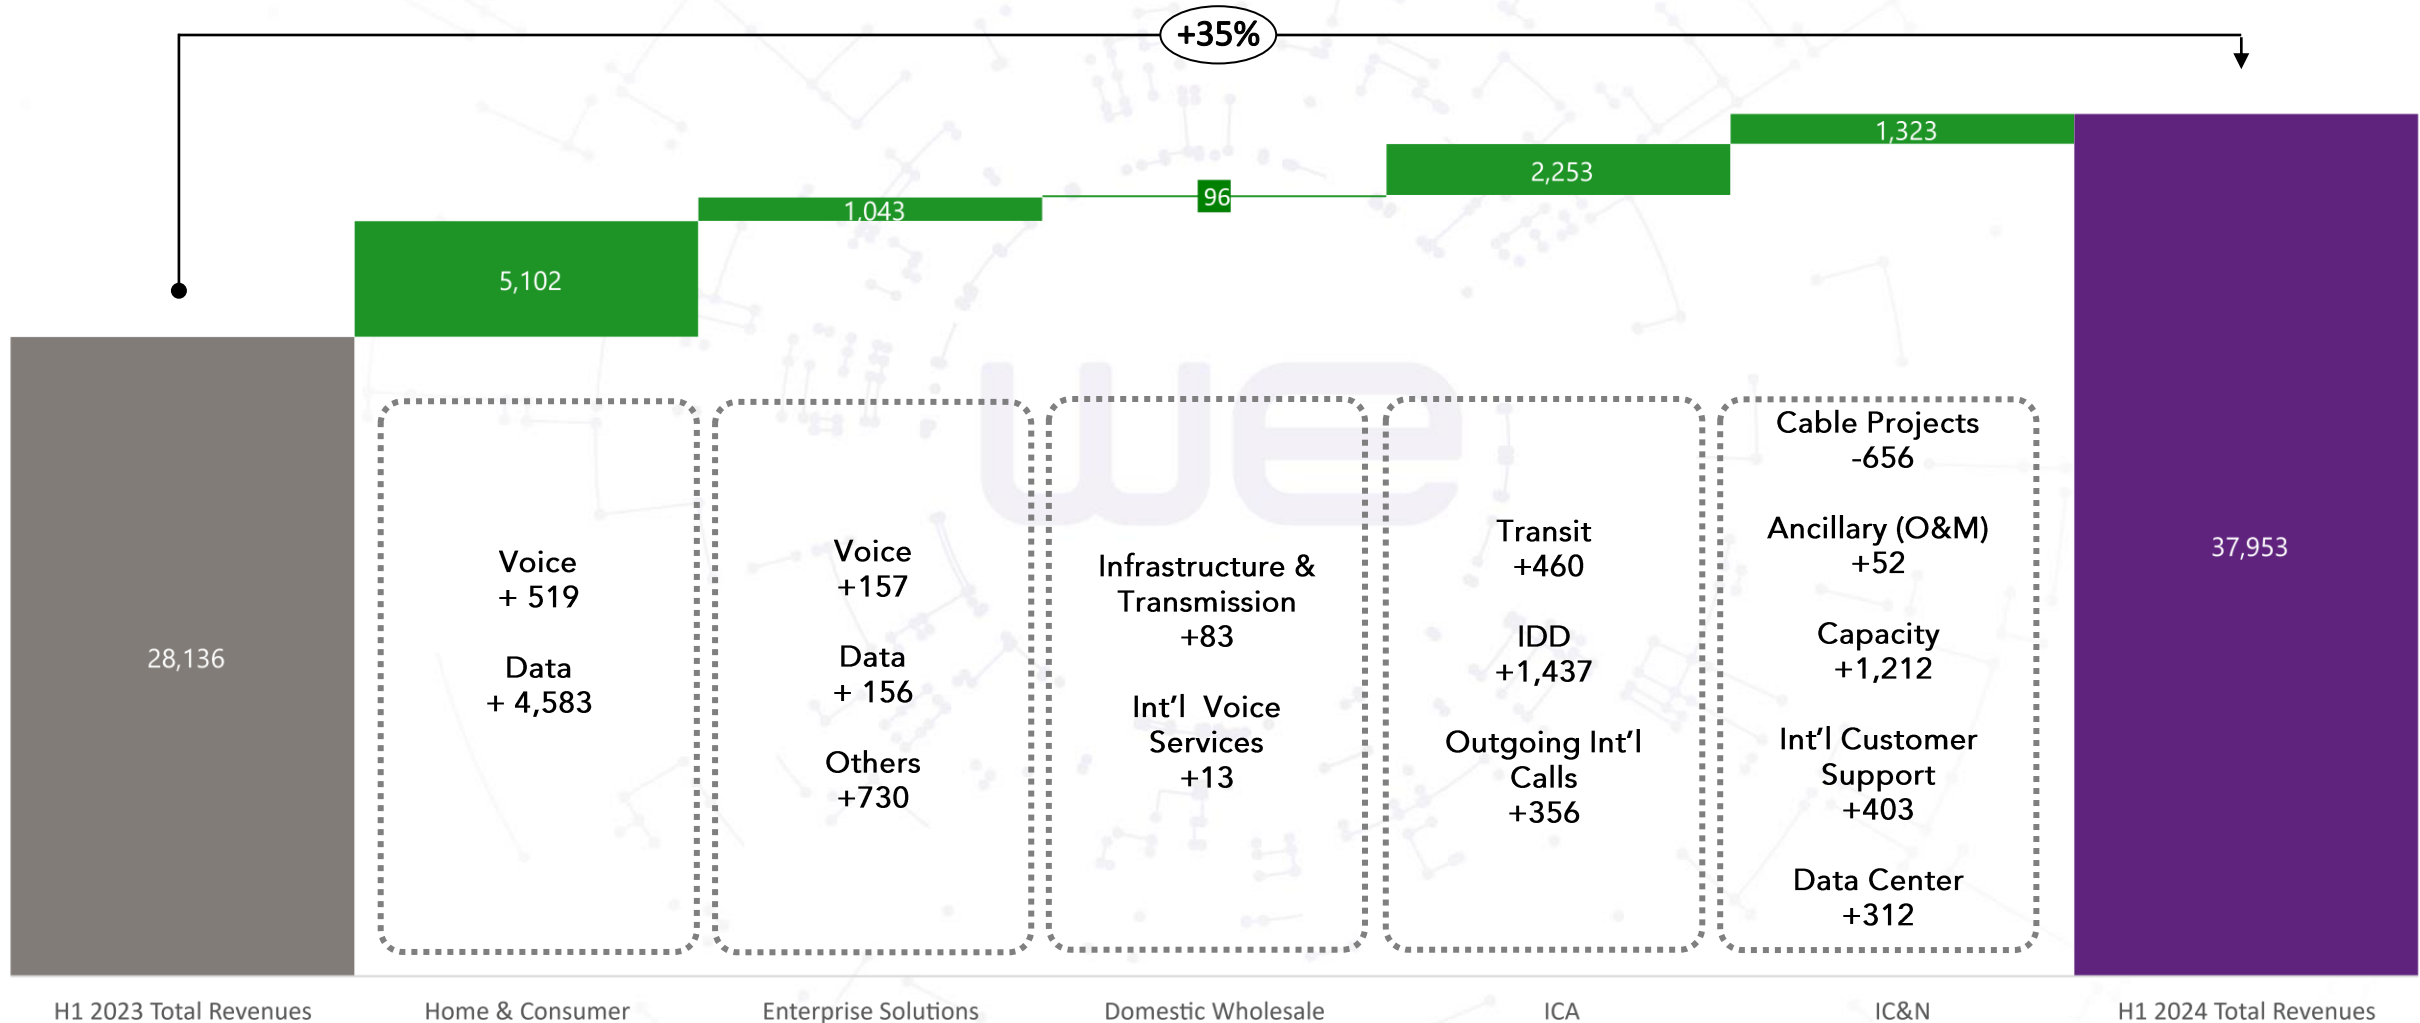 +35%
1,323
2,253
96
1,043
5,102
28,136
37,953
we
Voice
+ 519
Data
+ 4,583
Voice
+157
Data
+ 156
Others
+730
Infrastructure &
Transmission
+83
Int’l  Voice
Services
+13
Transit
+460
IDD
+1,437
Outgoing Int’l
Calls
+356
Cable Projects
-656
Ancillary (O&M)
+52
Capacity
+1,212
Int’l Customer
Support
+403
Data Center
+312
H1 2023 Total Revenues
Home & Consumer
Enterprise Solutions
Domestic Wholesale
ICA
IC&N
H1 2024 Total Revenues